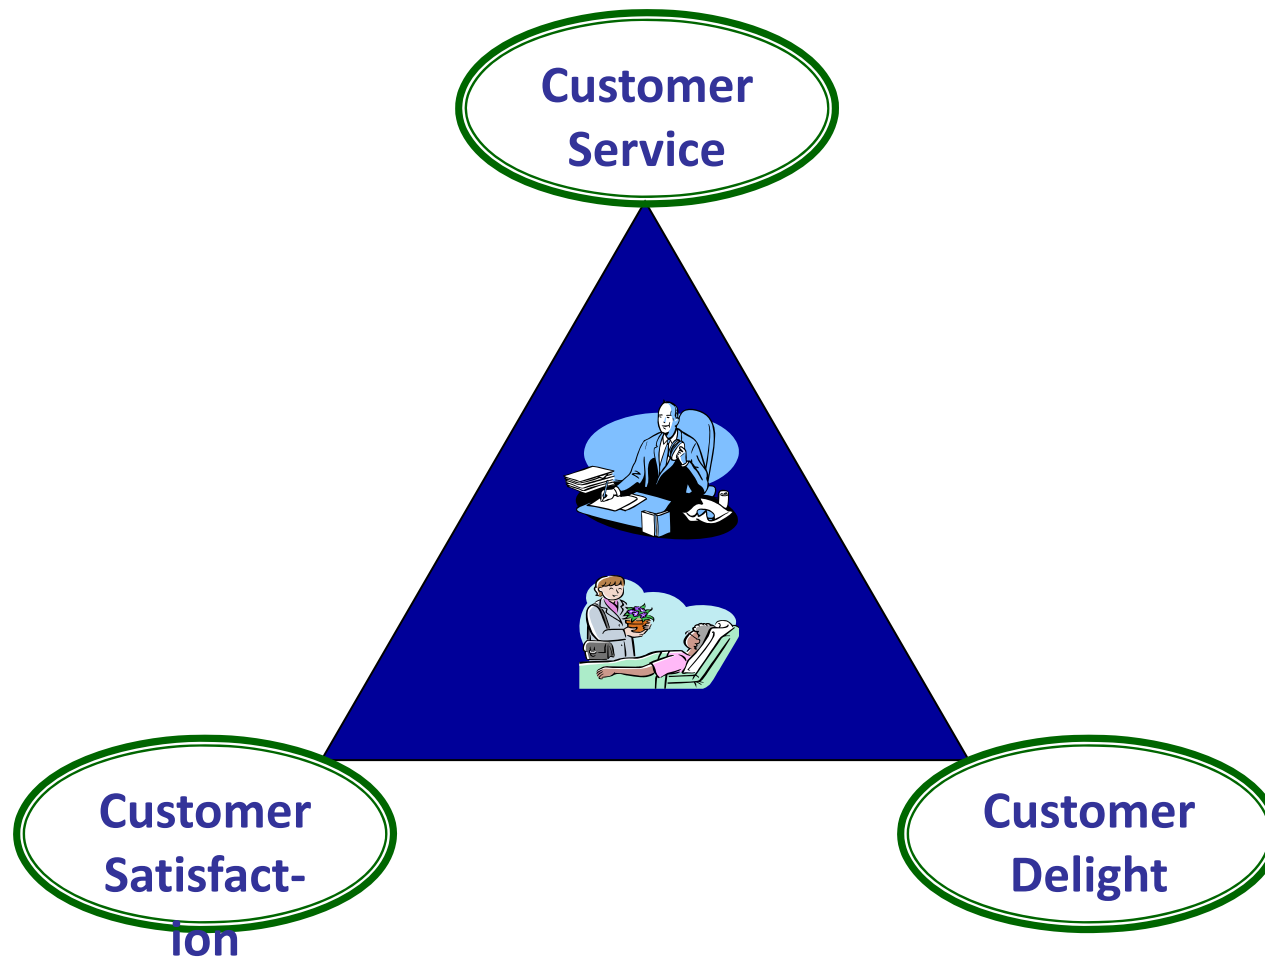 Customer
Service
Customer
Satisfact-
ion
Customer
Delight